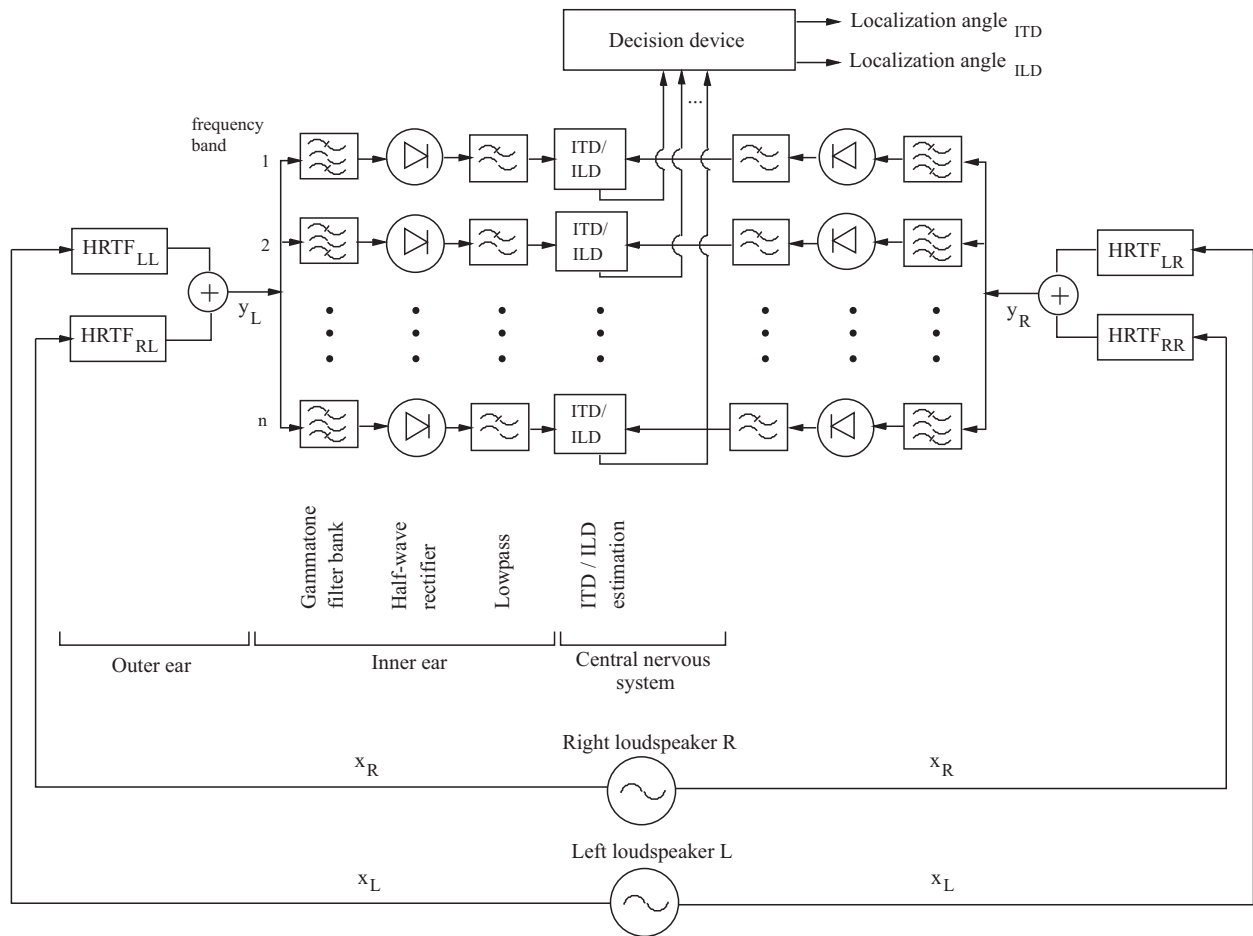 Decision device
Localization angle ITD
Localization angle ILD
...
frequency
band
1
ITD/
ILD
2
ITD/
ILD
HRTF LL
HRTF RL
y L
HRTF LR
HRTF RR
y R
n
ITD/
ILD
Gammatone
filter bank
Half-wave
rectifier
Lowpass
ITD / ILD
estimation
Outer ear
Inner ear
Central nervous
system
Right loudspeaker R
x R
x R
Left loudspeaker L
x L
x L